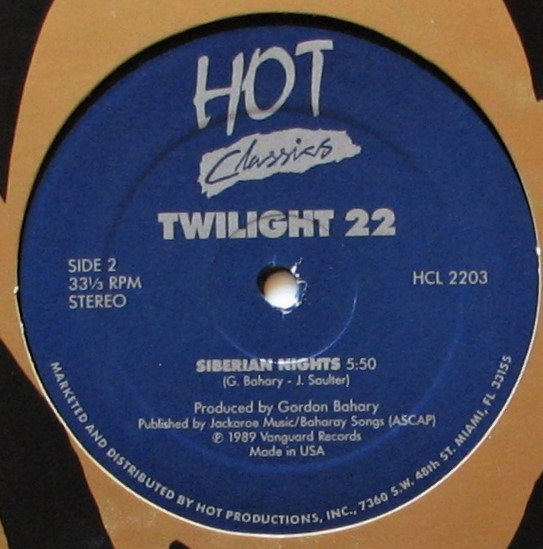 HOT
Classics
TWILIGHT 22
SIDE 2
33⅓ RPM
STEREO
HCL 2203
SIBERIAN NIGHTS 5:50
(G. Bahary - J. Saulter)
Produced by Gordon Bahary
Published by Jackaroe Music/Baharay Songs (ASCAP)
℗ 1989 Vanguard Records
Made in USA
MARKETED AND DISTRIBUTED BY HOT PRODUCTIONS, INC., 7360 S.W. 48th ST. MIAMI, FL 33155